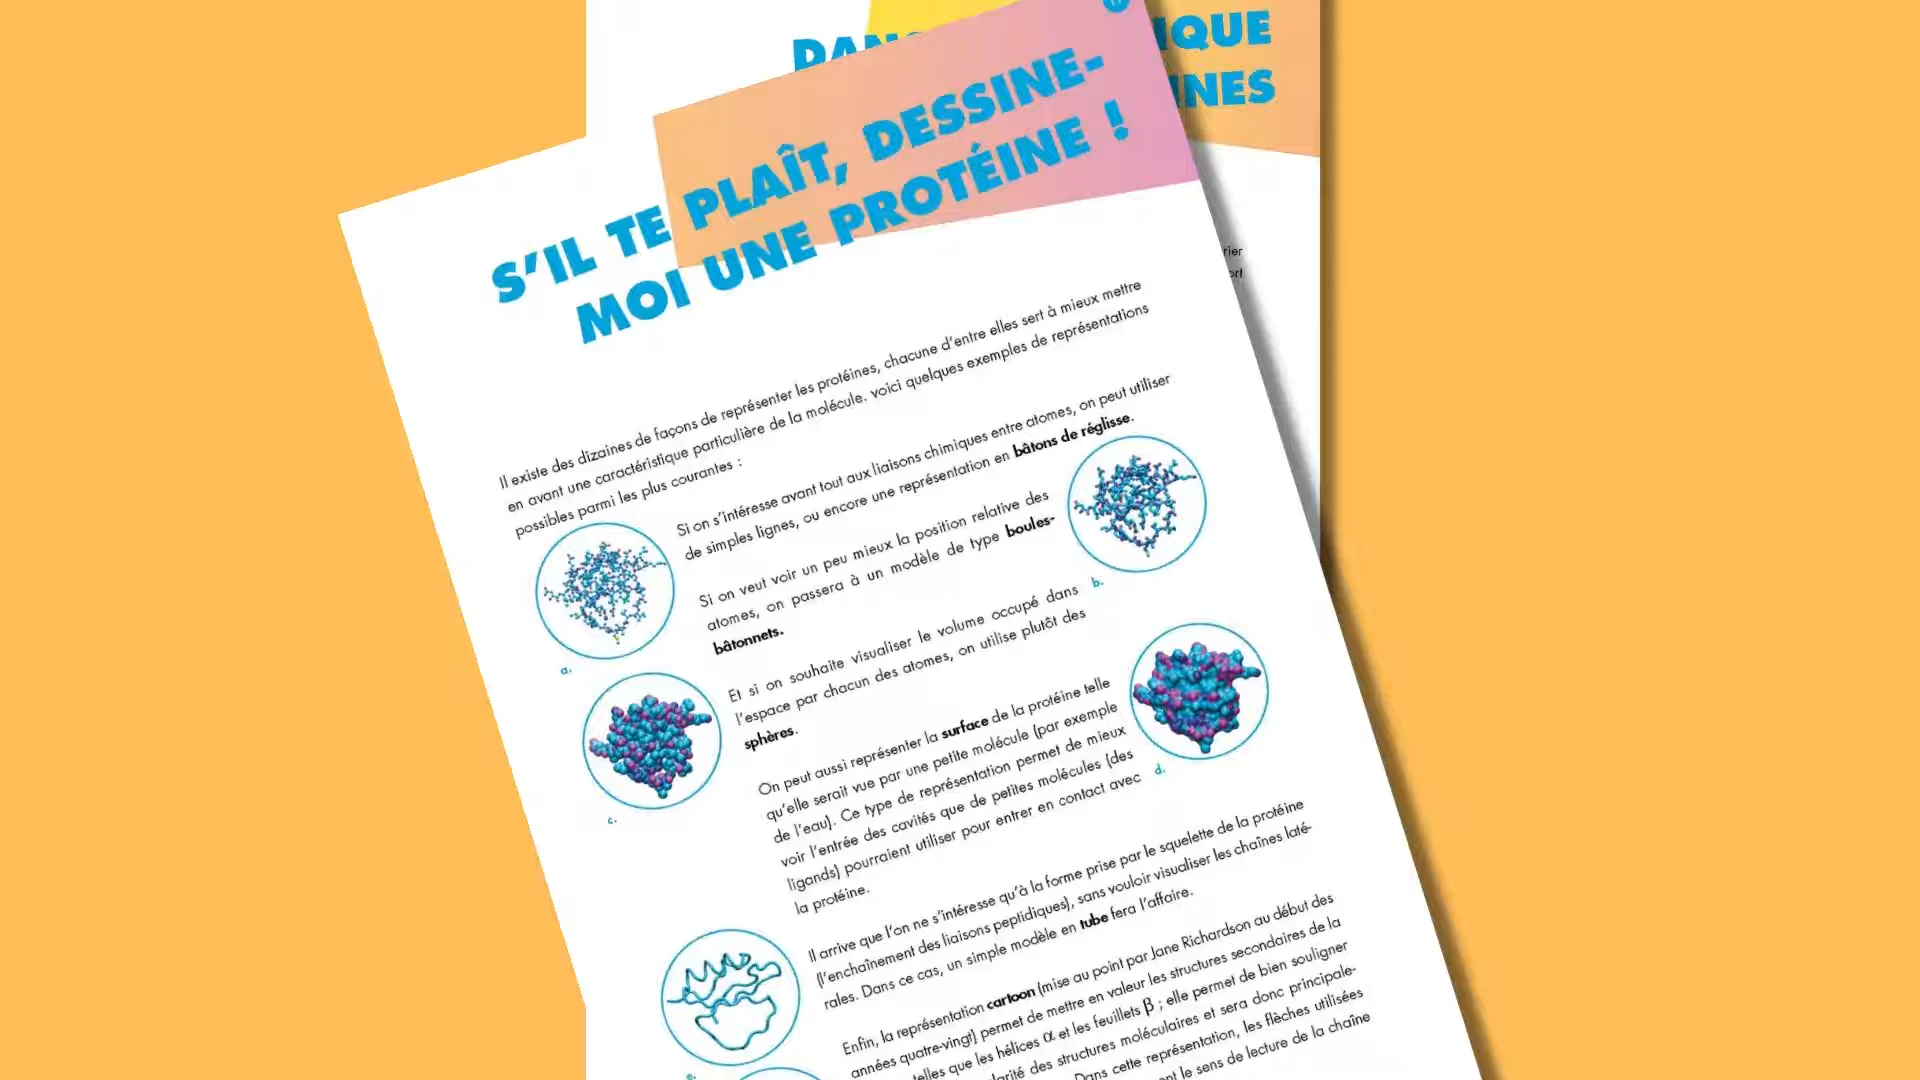 S'IL TE PLAÎT, DESSINE-
MOI UNE PROTÉINE !
Il existe des dizaines de façons de représenter les protéines, chacune d'entre elles sert à mieux mettre
en avant une caractéristique particulière de la molécule. voici quelques exemples de représentations
possibles parmi les plus courantes :
Si on s'intéresse avant tout aux liaisons chimiques entre atomes, on peut utiliser
de simples lignes, ou encore une représentation en bâtons de réglisse.
a.
Si on veut voir un peu mieux la position relative des
atomes, on passera à un modèle de type boules-
bâtonnets.
b.
Et si on souhaite visualiser le volume occupé dans
l'espace par chacun des atomes, on utilise plutôt des
sphères.
c.
On peut aussi représenter la surface de la protéine telle
qu'elle serait vue par une petite molécule (par exemple
de l'eau). Ce type de représentation permet de mieux
voir l'entrée des cavités que de petites molécules (des
ligands) pourraient utiliser pour entrer en contact avec
la protéine.
d.
Il arrive que l'on ne s'intéresse qu'à la forme prise par le squelette de la protéine
(l'enchaînement des liaisons peptidiques), sans vouloir visualiser les chaînes laté-
rales. Dans ce cas, un simple modèle en tube fera l'affaire.
e.
Enfin, la représentation cartoon (mise au point par Jane Richardson au début des
années quatre-vingt) permet de mettre en valeur les structures secondaires de la
telles que les hélices α et les feuillets β ; elle permet de bien souligner
larité des structures moléculaires et sera donc principale-
Dans cette représentation, les flèches utilisées
nt le sens de lecture de la chaîne
DANS
IQUE
INES
rier
ort